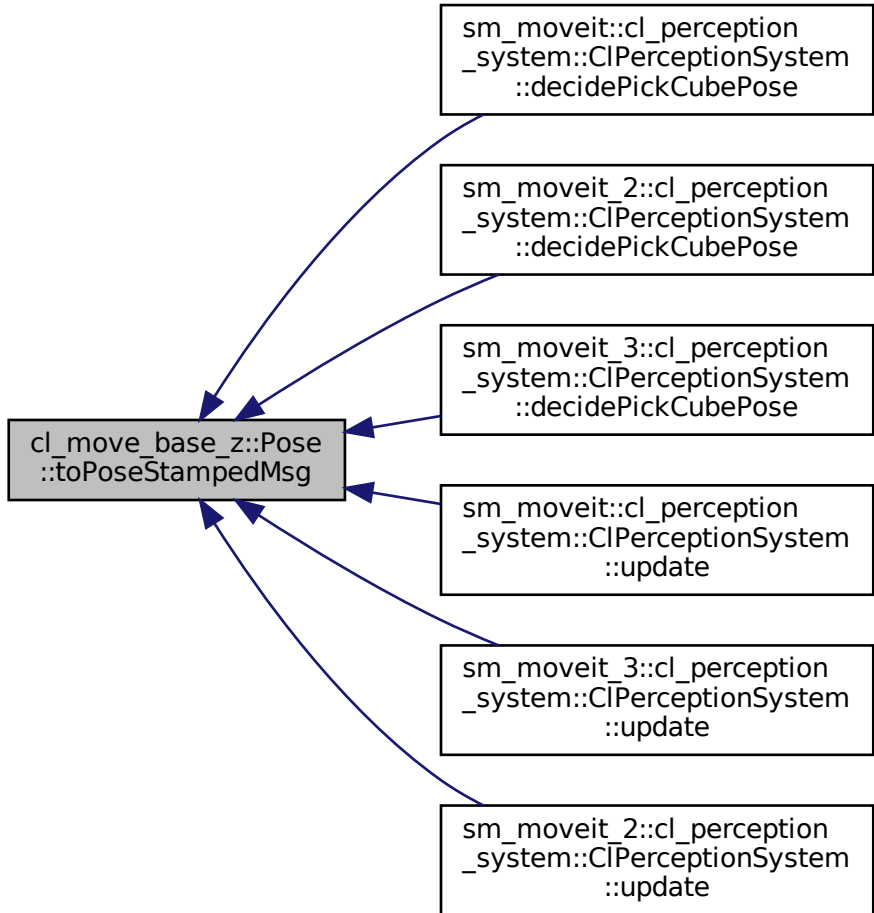 sm_moveit::cl_perception
_system::ClPerceptionSystem
::decidePickCubePose
sm_moveit_2::cl_perception
_system::ClPerceptionSystem
::decidePickCubePose
sm_moveit_3::cl_perception
_system::ClPerceptionSystem
::decidePickCubePose
cl_move_base_z::Pose
::toPoseStampedMsg
sm_moveit::cl_perception
_system::ClPerceptionSystem
::update
sm_moveit_3::cl_perception
_system::ClPerceptionSystem
::update
sm_moveit_2::cl_perception
_system::ClPerceptionSystem
::update